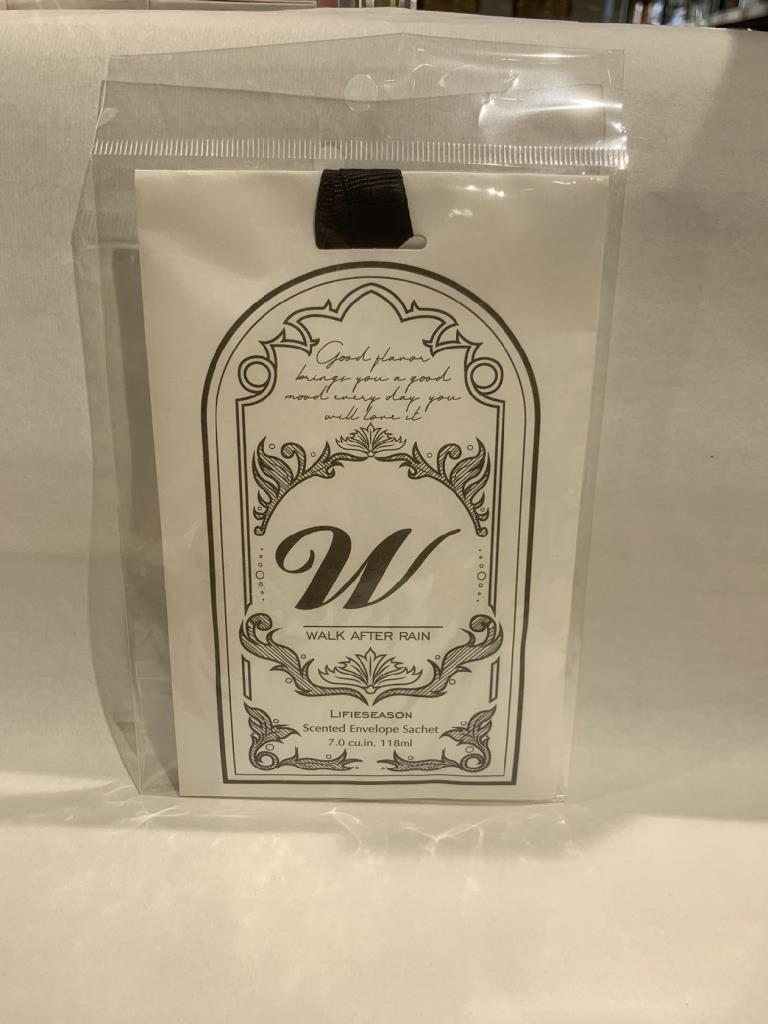 Good flavor
brings you a good
mood every day, you
will love it
W
WALK AFTER RAIN
LIFIESEASON
Scented Envelope Sachet
7.0 cu.in. 118ml